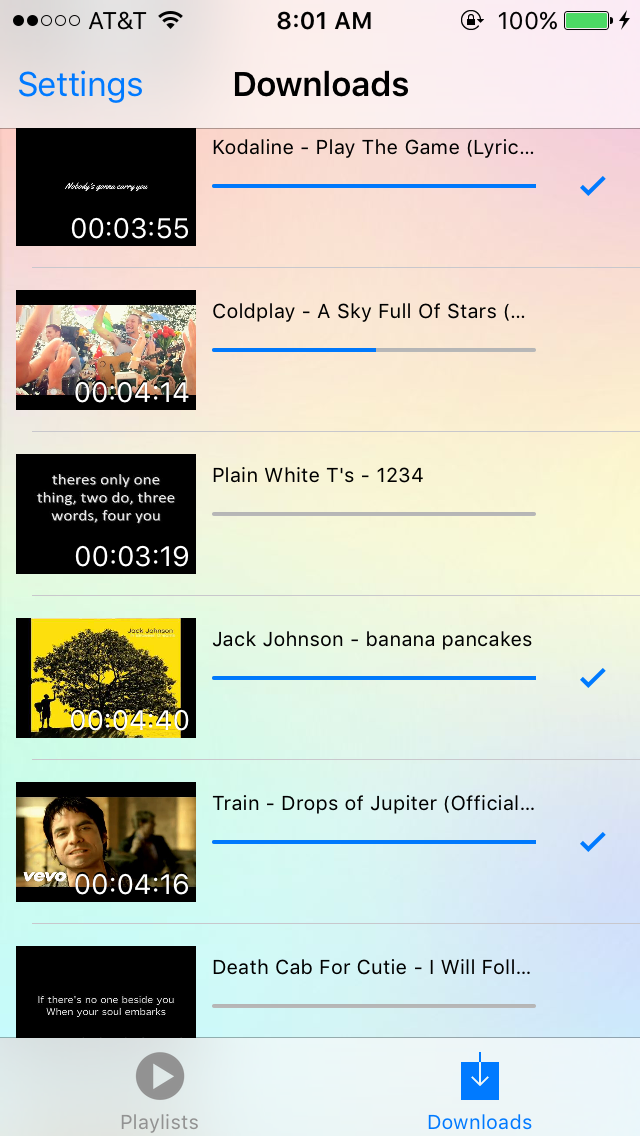 AT&T 8:01 AM 100%
Settings Downloads
Kodaline - Play The Game (Lyric...
Nobody's gonna carry you
00:03:55
Coldplay - A Sky Full Of Stars (...
00:04:14
Plain White T's - 1234
theres only one
thing, two do, three
words, four you
00:03:19
Jack Johnson - banana pancakes
Jack Johnson
00:04:40
Train - Drops of Jupiter (Official...
vevo 00:04:16
Death Cab For Cutie - I Will Foll...
If there's no one beside you
When your soul embarks
Playlists Downloads